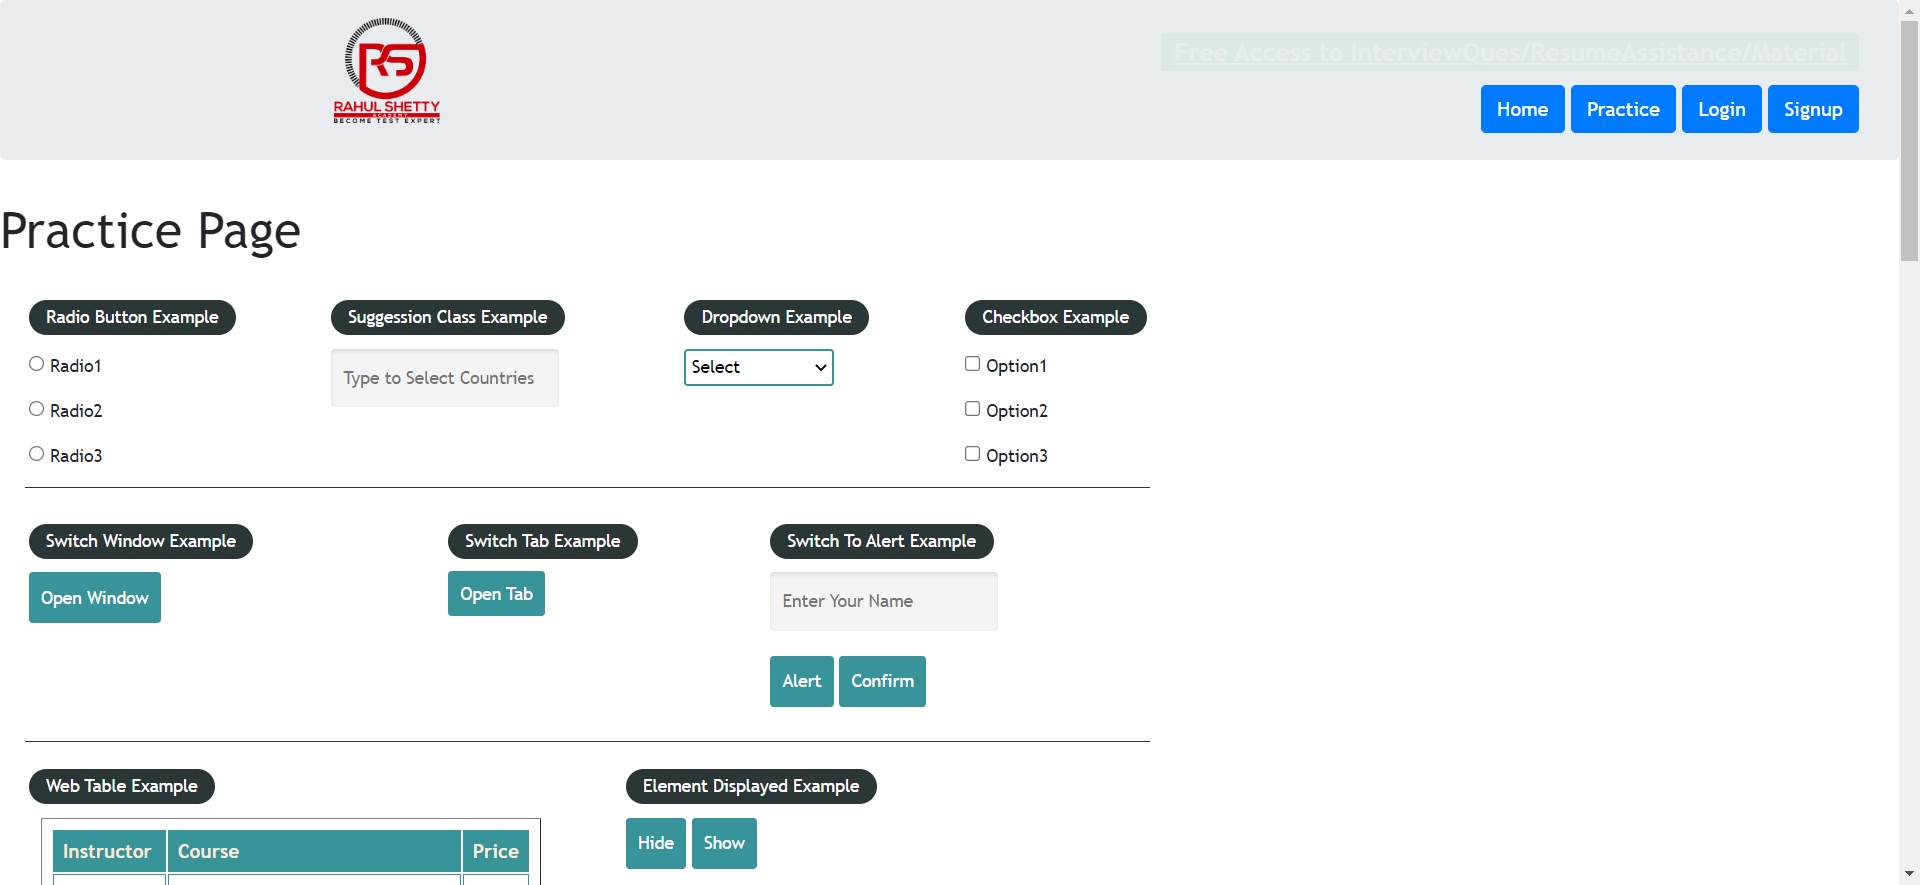 RAHUL SHETTY
ACADEMY
BECOME TEST EXPERT
Free Access to InterviewQues/ResumeAssistance/Material
Home Practice Login Signup
Practice Page
Radio Button Example Suggession Class Example Dropdown Example Checkbox Example
Radio1 Type to Select Countries Select Option1
Radio2 Option2
Radio3 Option3
Switch Window Example Switch Tab Example Switch To Alert Example
Open Window Open Tab Enter Your Name
Alert Confirm
Web Table Example Element Displayed Example
Hide Show
Instructor Course Price